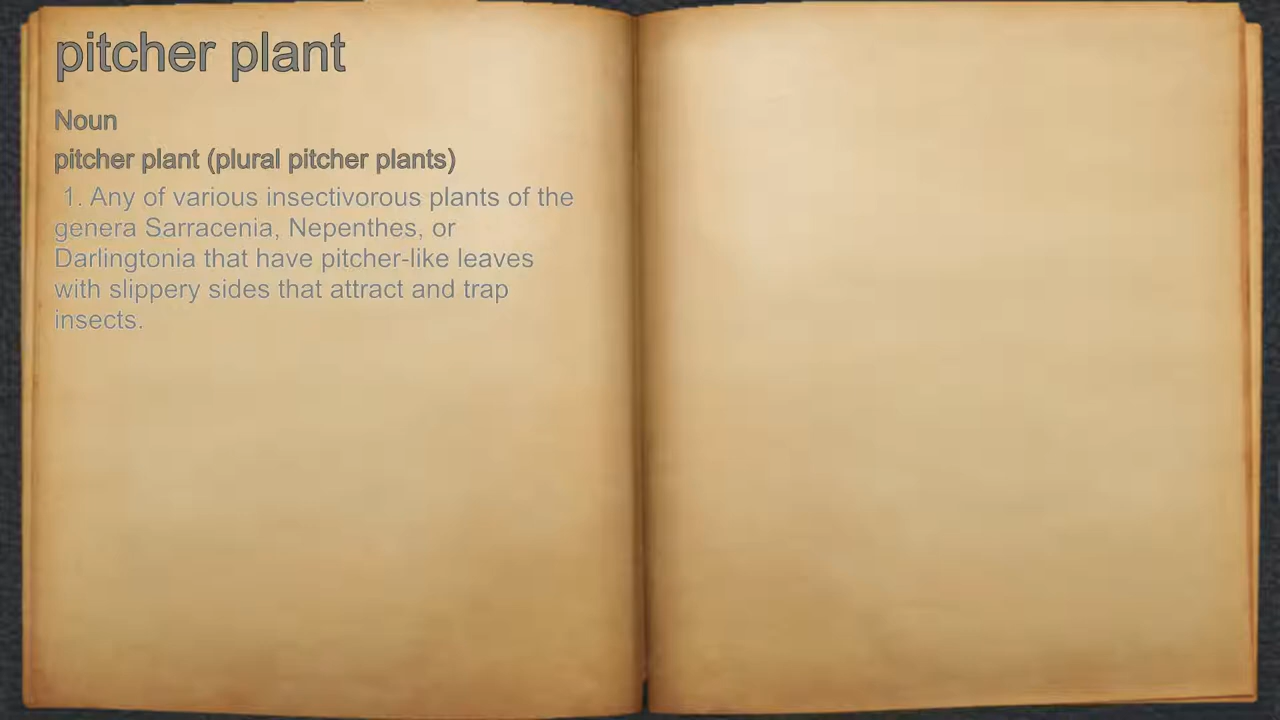 pitcher plant
Noun
pitcher plant (plural pitcher plants)
1. Any of various insectivorous plants of the
genera Sarracenia, Nepenthes, or
Darlingtonia that have pitcher-like leaves
with slippery sides that attract and trap
insects.